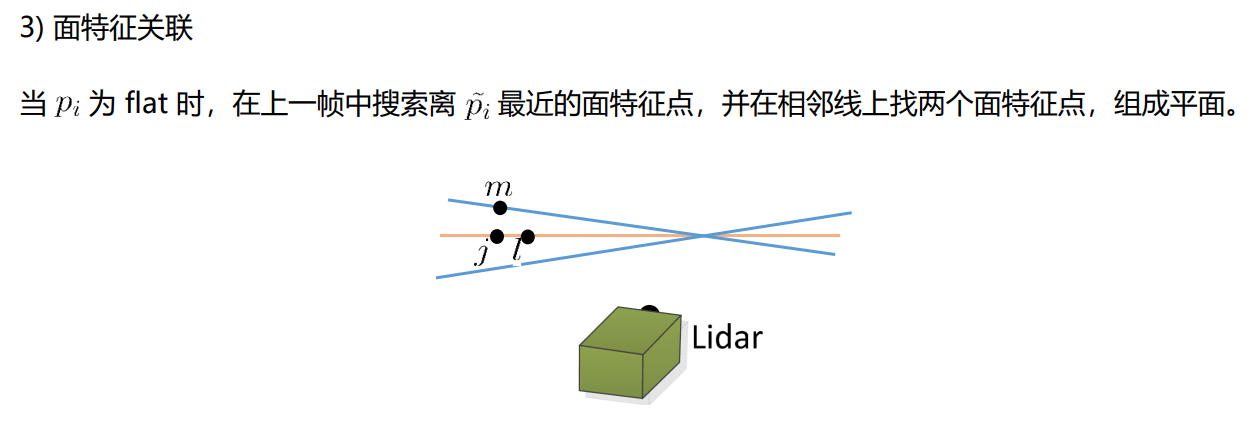 3) 面特征关联
当 p_i 为 flat 时，在上一帧中搜索离 p̃_i 最近的面特征点，并在相邻线上找两个面特征点，组成平面。
m
j l
Lidar